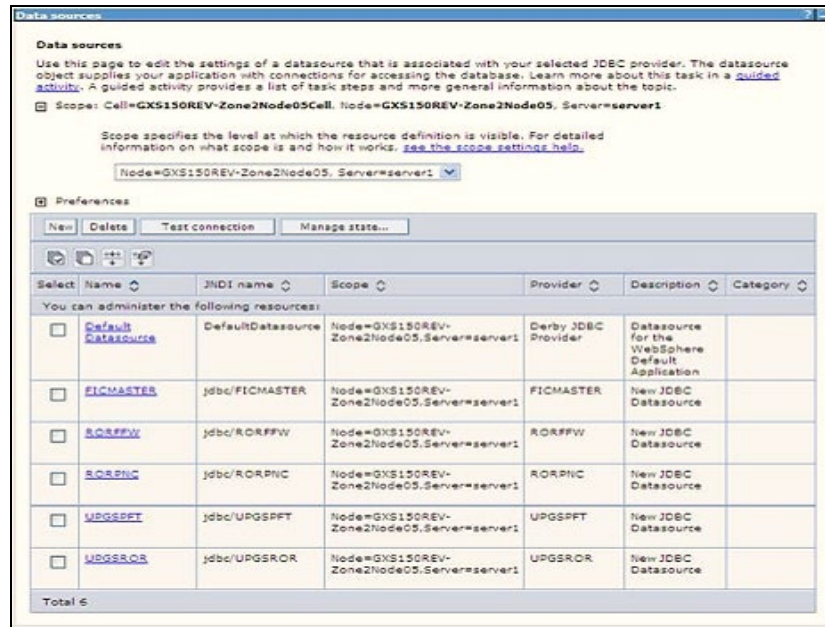 Data sources
? –
Data sources
Use this page to edit the settings of a datasource that is associated with your selected JDBC provider. The datasource
object supplies your application with connections for accessing the database. Learn more about this task in a guided
activity. A guided activity provides a list of task steps and more general information about the topic.
Scope: Cell=GXS150REV-Zone2Node05Cell, Node=GXS150REV-Zone2Node05, Server=server1
Scope specifies the level at which the resource definition is visible. For detailed
information on what scope is and how it works, see the scope settings help.
Node=GXS150REV-Zone2Node05, Server=server1
Preferences
New Delete Test connection Manage state...
Select Name JNDI name Scope Provider Description Category
You can administer the following resources:
Default
Datasource
DefaultDatasource
Node=GXS150REV-
Zone2Node05,Server=server1
Derby JDBC
Provider
Datasource
for the
WebSphere
Default
Application
FICMASTER
jdbc/FICMASTER
Node=GXS150REV-
Zone2Node05,Server=server1
FICMASTER
New JDBC
Datasource
RORFFW
jdbc/RORFFW
Node=GXS150REV-
Zone2Node05,Server=server1
RORFFW
New JDBC
Datasource
RORPNC
jdbc/RORPNC
Node=GXS150REV-
Zone2Node05,Server=server1
RORPNC
New JDBC
Datasource
UPGSPFT
jdbc/UPGSPFT
Node=GXS150REV-
Zone2Node05,Server=server1
UPGSPFT
New JDBC
Datasource
UPGSROR
jdbc/UPGSROR
Node=GXS150REV-
Zone2Node05,Server=server1
UPGSROR
New JDBC
Datasource
Total 6